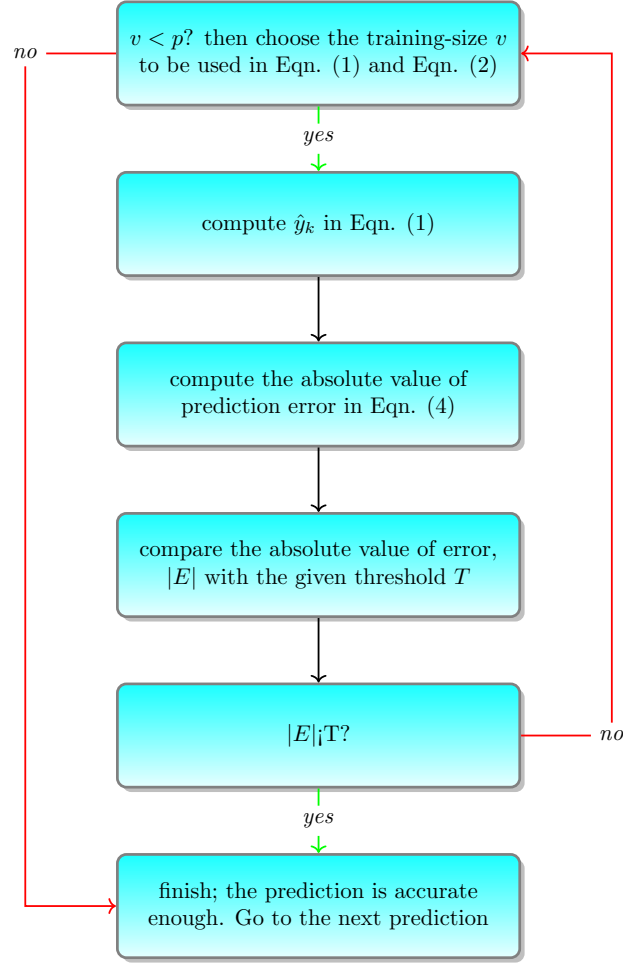 v < p? then choose the training-size v
to be used in Eqn. (1) and Eqn. (2)
no
yes
compute ŷₖ in Eqn. (1)
compute the absolute value of
prediction error in Eqn. (4)
compare the absolute value of error,
|E| with the given threshold T
|E|¡T?
no
yes
finish; the prediction is accurate
enough. Go to the next prediction